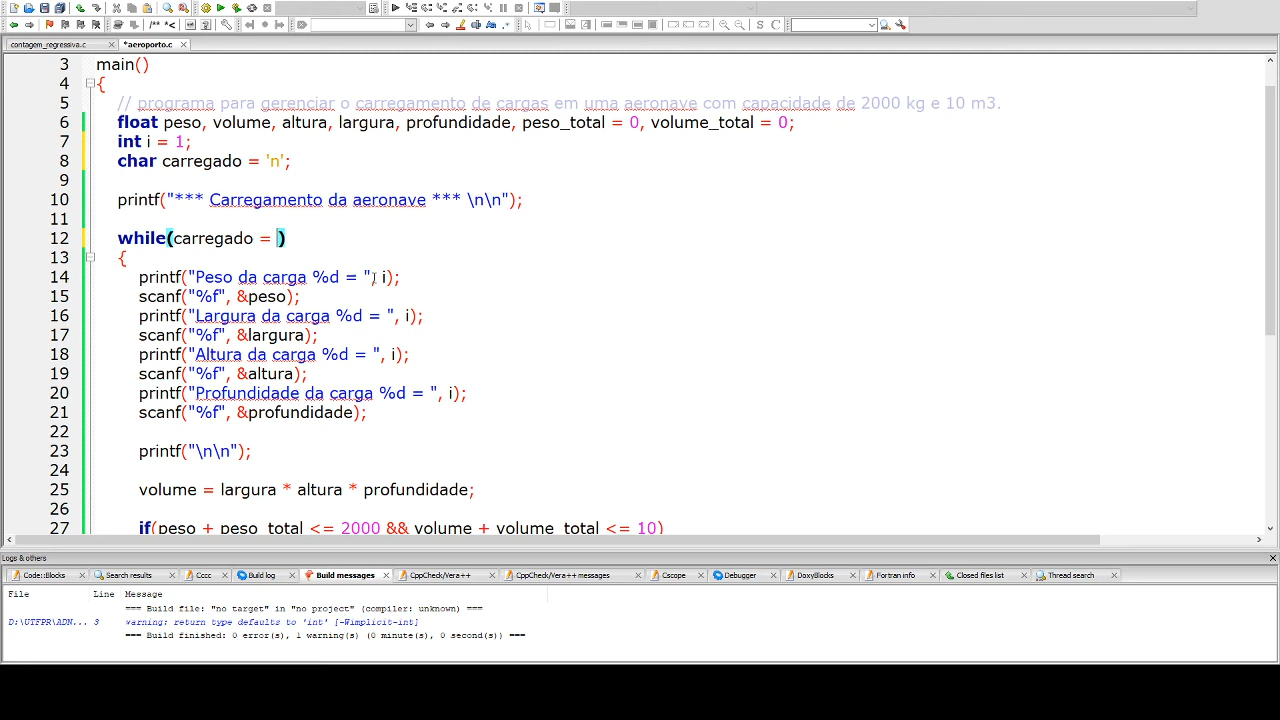 contagem_regressiva.c *aeroporto.c
3 main()
4 {
5 // programa para gerenciar o carregamento de cargas em uma aeronave com capacidade de 2000 kg e 10 m3.
6 float peso, volume, altura, largura, profundidade, peso_total = 0, volume_total = 0;
7 int i = 1;
8 char carregado = 'n';
9
10 printf("*** Carregamento da aeronave *** \n\n");
11
12 while(carregado = )
13 {
14 printf("Peso da carga %d = ", i);
15 scanf("%f", &peso);
16 printf("Largura da carga %d = ", i);
17 scanf("%f", &largura);
18 printf("Altura da carga %d = ", i);
19 scanf("%f", &altura);
20 printf("Profundidade da carga %d = ", i);
21 scanf("%f", &profundidade);
22
23 printf("\n\n");
24
25 volume = largura * altura * profundidade;
26
27 if(peso + peso_total <= 2000 && volume + volume_total <= 10)
Logs & others
Code::Blocks Search results Cccc Build log Build messages CppCheck/Vera++ CppCheck/Vera++ messages Cscope Debugger DoxyBlocks Fortran info Closed files list Thread search
File Line Message
=== Build file: "no target" in "no project" (compiler: unknown) ===
D:\UTFPR\ADN... 3 warning: return type defaults to 'int' [-Wimplicit-int]
=== Build finished: 0 error(s), 1 warning(s) (0 minute(s), 0 second(s)) ===